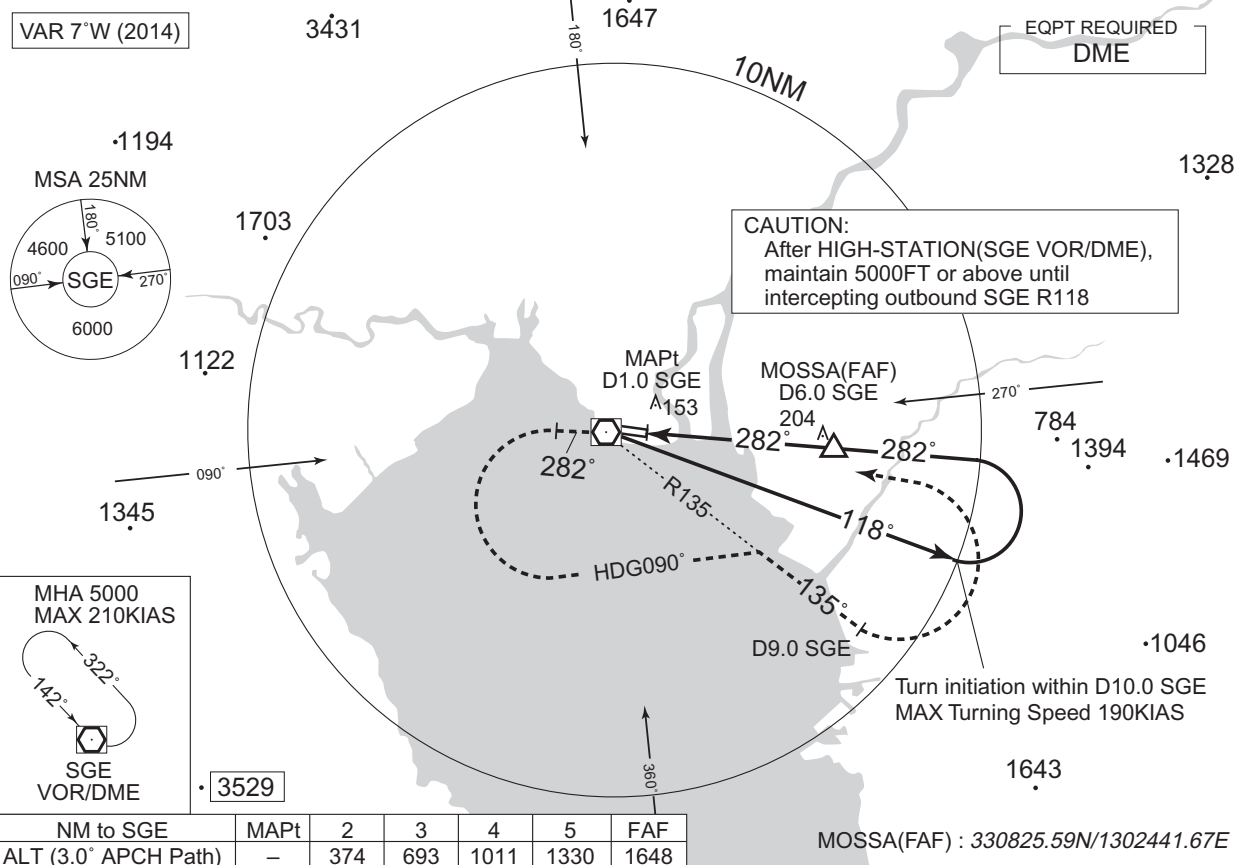 VAR 7°W (2014)
3431
1647
180°
EQPT REQUIRED
DME
10NM
1194
MSA 25NM
180°
4600
5100
090°
SGE
270°
6000
1703
1328
CAUTION:
After HIGH-STATION(SGE VOR/DME),
maintain 5000FT or above until
intercepting outbound SGE R118
1122
MAPt
D1.0 SGE
153
MOSSA(FAF)
D6.0 SGE
204
270°
784
1394
1469
282°
282°
282°
R135
118°
090°
1345
HDG090°
135°
D9.0 SGE
1046
MHA 5000
MAX 210KIAS
322°
142°
SGE
VOR/DME
Turn initiation within D10.0 SGE
MAX Turning Speed 190KIAS
360°
1643
3529
NM to SGE MAPt 2 3 4 5 FAF
ALT (3.0° APCH Path) – 374 693 1011 1330 1648
MOSSA(FAF) : 330825.59N/1302441.67E